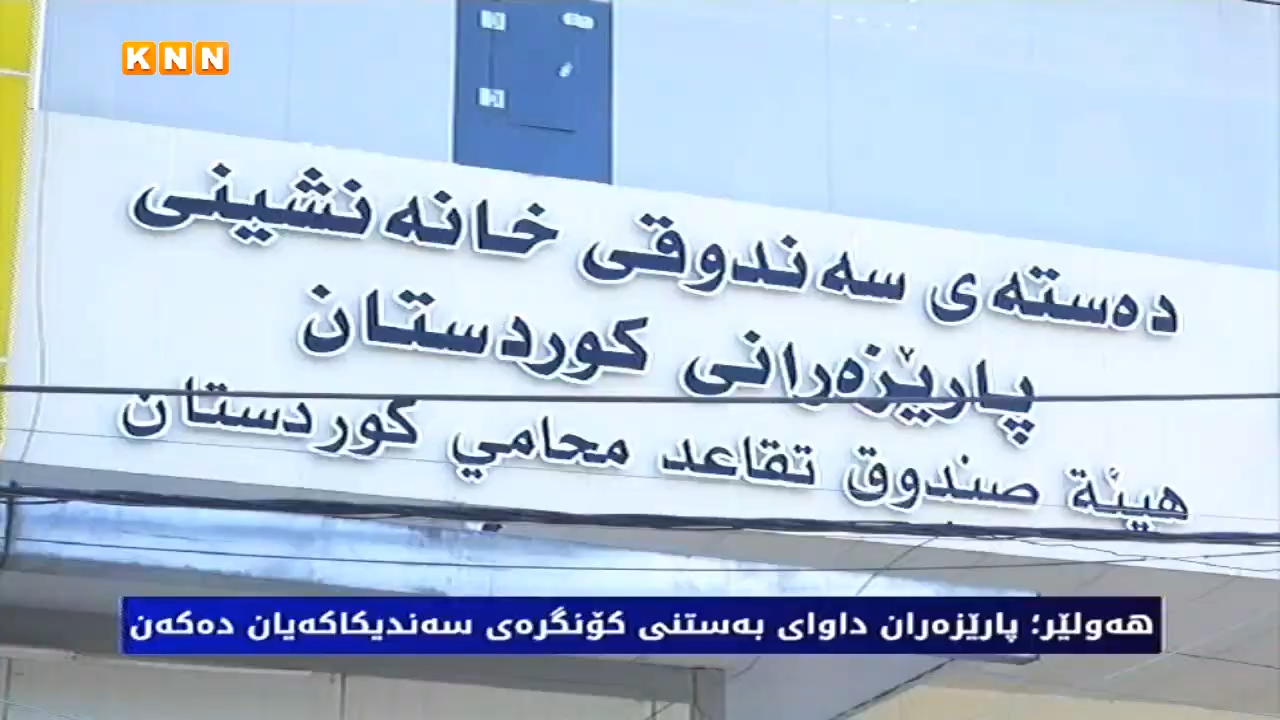 KNN
دەستەی سەندوقی خانەنشینی
پارێزەرانی کوردستان
هيئة صندوق تقاعد محامي كوردستان
هەولێر؛ پارێزەران داوای بەستنی کۆنگرەی سەندیکاکەیان دەکەن